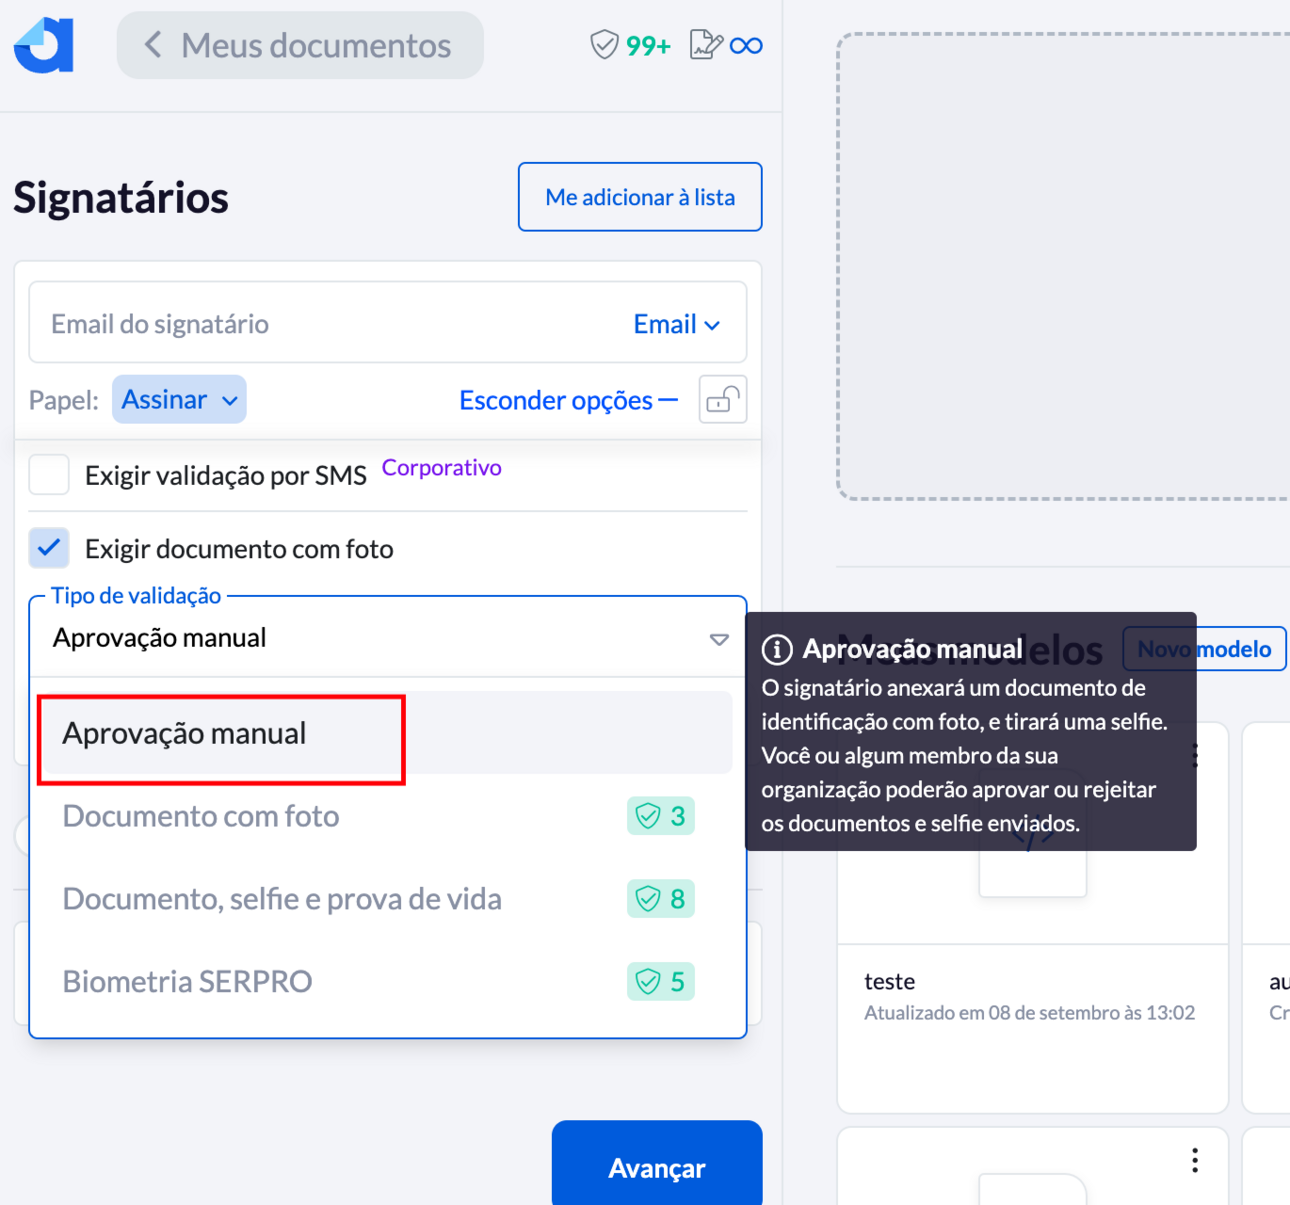 Meus documentos
99+
Signatários
Me adicionar à lista
Email do signatário
Email
Papel:
Assinar
Esconder opções
Exigir validação por SMS
Corporativo
Exigir documento com foto
Tipo de validação
Aprovação manual
Aprovação manual
Documento com foto
3
Documento, selfie e prova de vida
8
Biometria SERPRO
5
Avançar
Meus modelos
Novo modelo
Aprovação manual
O signatário anexará um documento de
identificação com foto, e tirará uma selfie.
Você ou algum membro da sua
organização poderão aprovar ou rejeitar
os documentos e selfie enviados.
</>
teste
Atualizado em 08 de setembro às 13:02
au
Cr